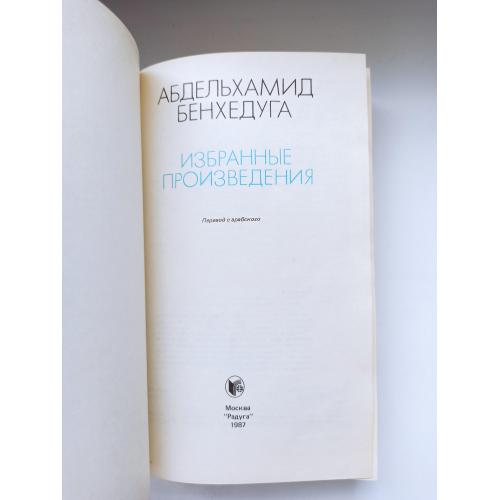 АБДЕЛЬХАМИД
БЕНХЕДУГА
ИЗБРАННЫЕ
ПРОИЗВЕДЕНИЯ
Перевод с арабского
Москва
"Радуга"
1987